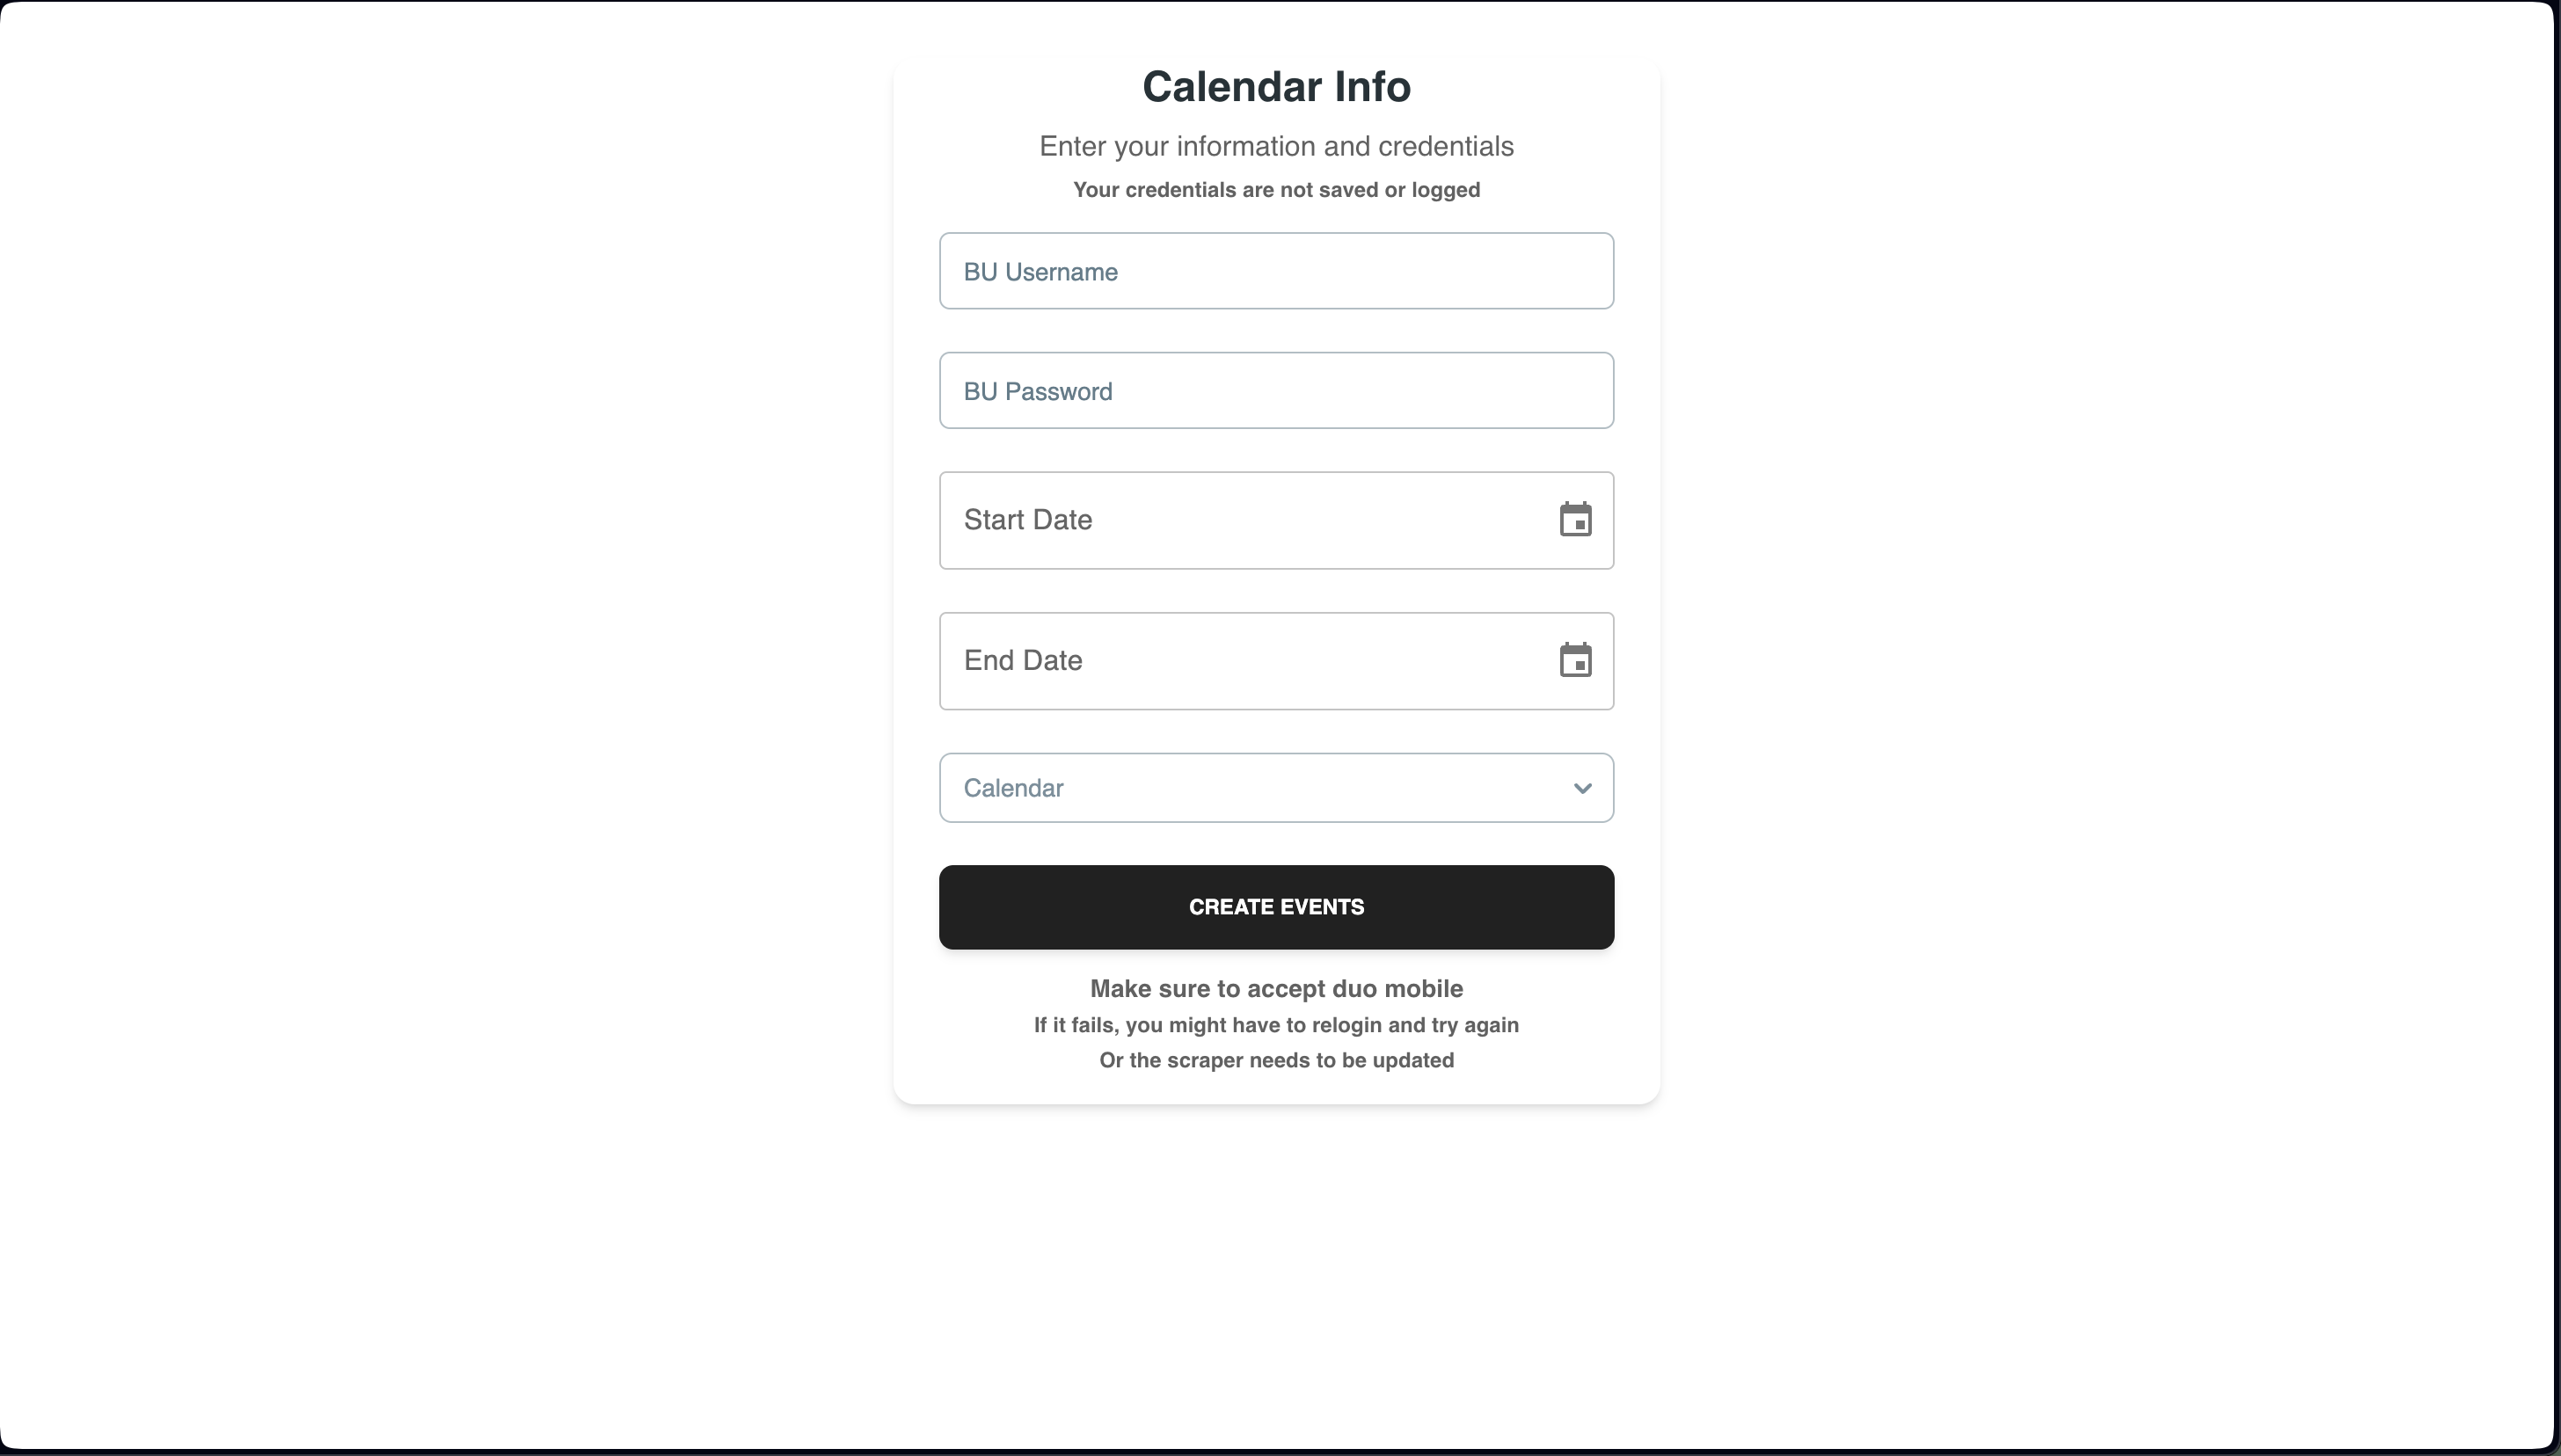 Calendar Info
Enter your information and credentials
Your credentials are not saved or logged
BU Username
BU Password
Start Date
End Date
Calendar
CREATE EVENTS
Make sure to accept duo mobile
If it fails, you might have to relogin and try again
Or the scraper needs to be updated